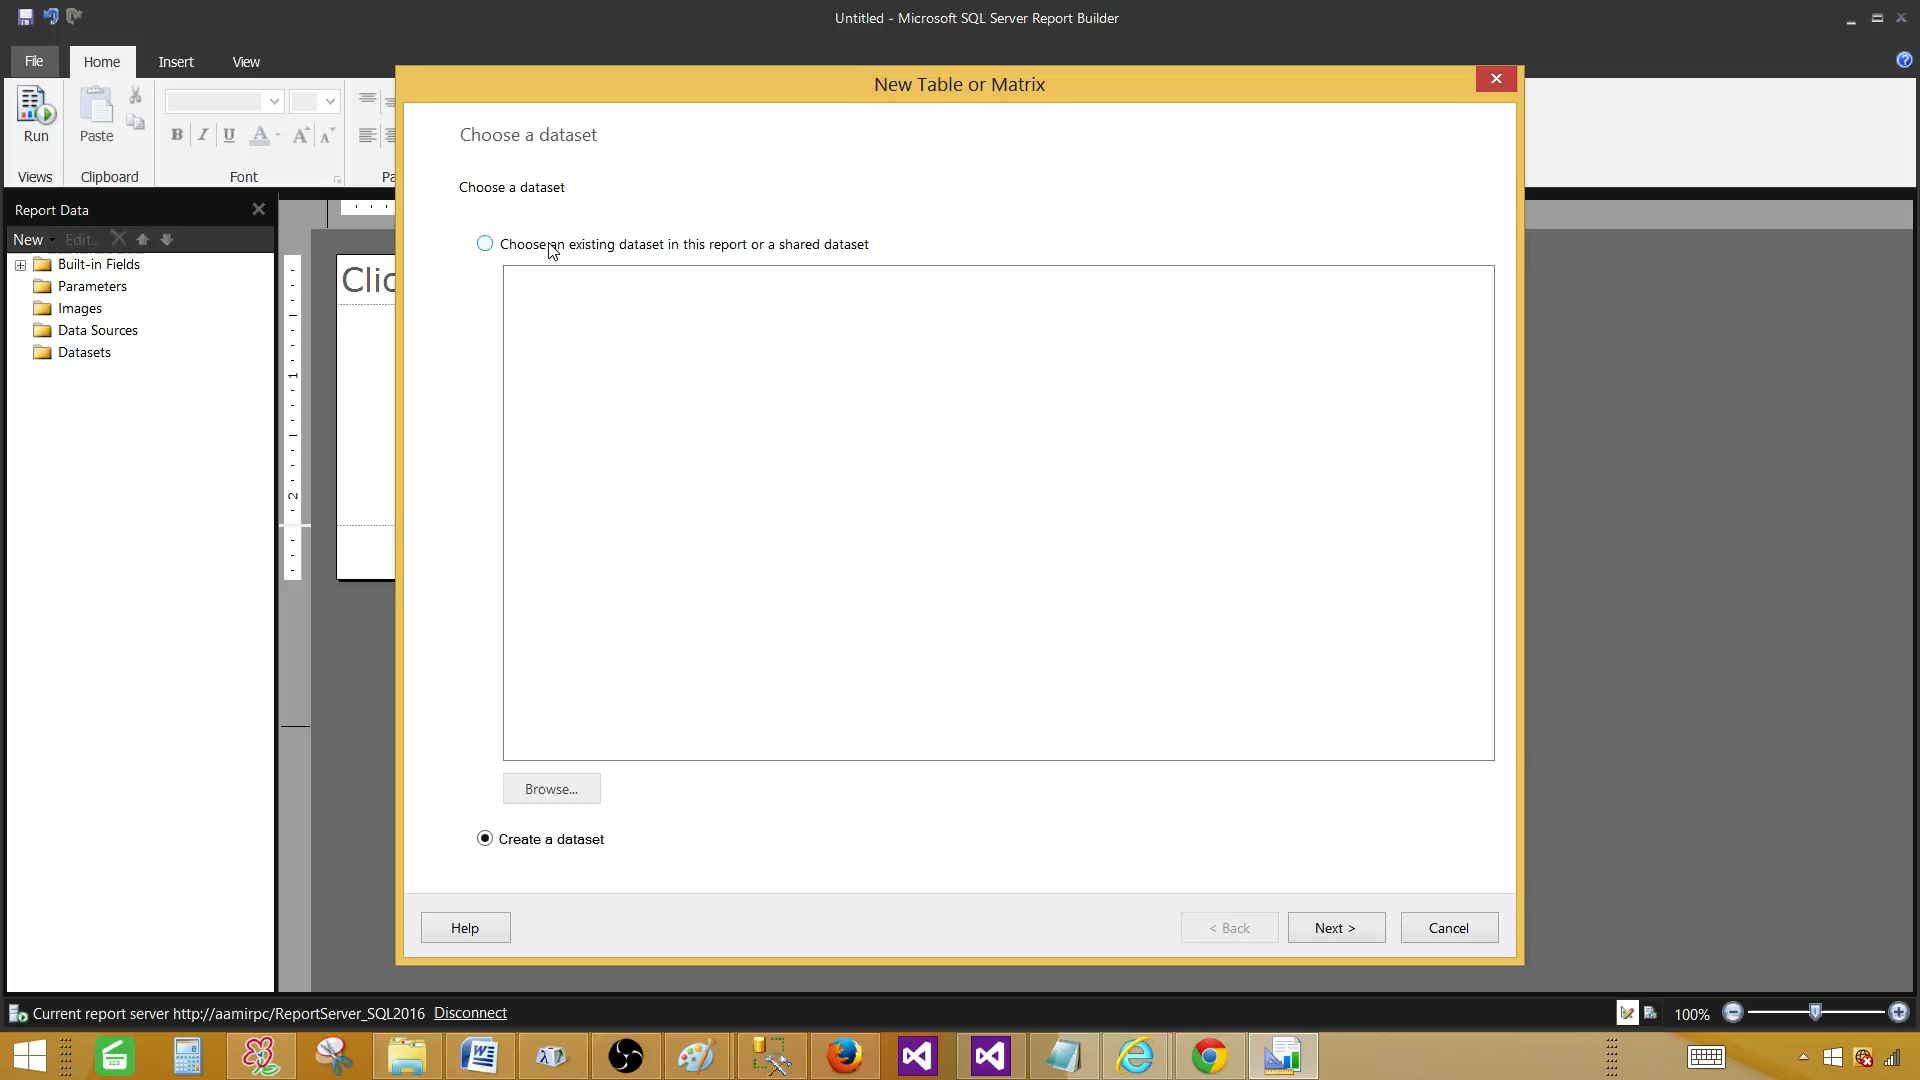 Untitled - Microsoft SQL Server Report Builder
File
Home
Insert
View
Run
Paste
B
I
U
A
A
A
Views
Clipboard
Font
Pa
New Table or Matrix
Choose a dataset
Choose a dataset
Choose an existing dataset in this report or a shared dataset
Browse...
Create a dataset
Help
< Back
Next >
Cancel
Report Data
New
Edit...
Built-in Fields
Parameters
Images
Data Sources
Datasets
Clic
1
2
Current report server http://aamirpc/ReportServer_SQL2016
Disconnect
100%